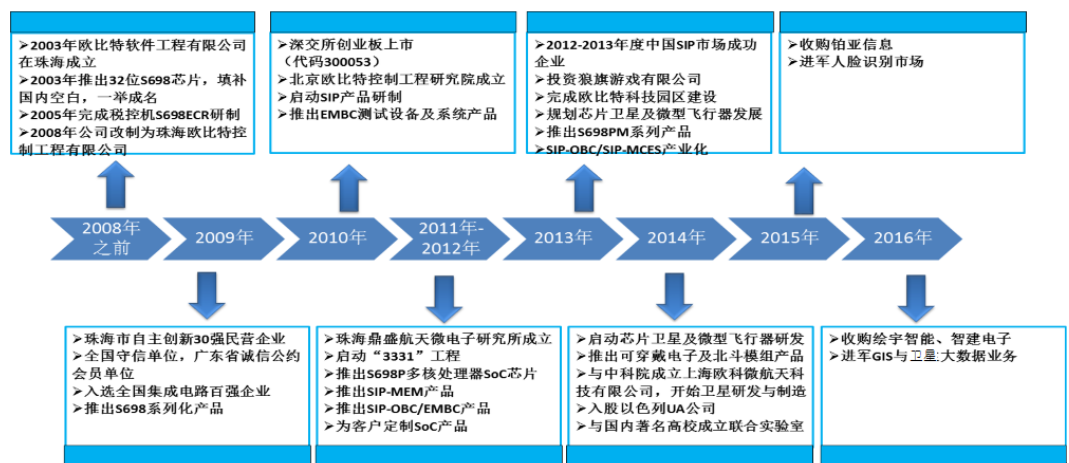 ➢2003年欧比特软件工程有限公司
在珠海成立
➢2003年推出32位S698芯片，填补
国内空白，一举成名
➢2005年完成税控机S698ECR研制
➢2008年公司改制为珠海欧比特控
制工程有限公司
➢深交所创业板上市
（代码300053）
➢北京欧比特控制工程研究院成立
➢启动SIP产品研制
➢推出EMBC测试设备及系统产品
➢2012-2013年度中国SIP市场成功
企业
➢投资狼旗游戏有限公司
➢完成欧比特科技园区建设
➢规划芯片卫星及微型飞行器发展
➢推出S698PM系列产品
➢SIP-OBC/SIP-MCES产业化
➢收购铂亚信息
➢进军人脸识别市场
2008年
之前
2009年
2010年
2011年-
2012年
2013年
2014年
2015年
2016年
➢珠海市自主创新30强民营企业
➢全国守信单位，广东省诚信公约
会员单位
➢入选全国集成电路百强企业
➢推出S698系列化产品
➢珠海鼎盛航天微电子研究所成立
➢启动“3331”工程
➢推出S698P多核处理器SoC芯片
➢推出SIP-MEM产品
➢推出SIP-OBC/EMBC产品
➢为客户定制SoC产品
➢启动芯片卫星及微型飞行器研发
➢推出可穿戴电子及北斗模组产品
➢与中科院成立上海欧科微航天科
技有限公司，开始卫星研发与制造
➢入股以色列UA公司
➢与国内著名高校成立联合实验室
➢收购绘宇智能、智建电子
➢进军GIS与卫星大数据业务